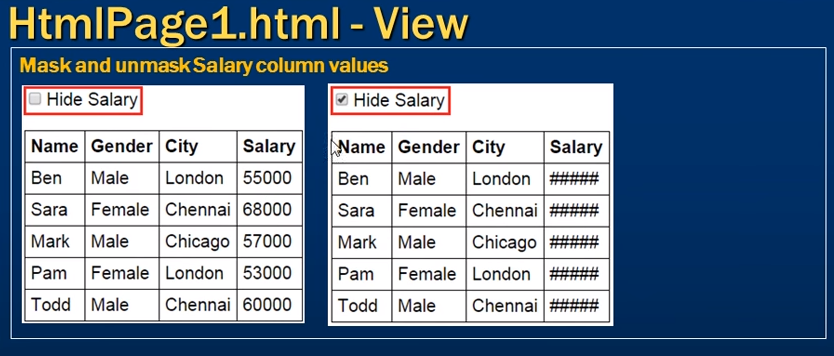 HtmlPage1.html - View
Mask and unmask Salary column values
Hide Salary
Name Gender City Salary
Ben Male London 55000
Sara Female Chennai 68000
Mark Male Chicago 57000
Pam Female London 53000
Todd Male Chennai 60000
Hide Salary
Name Gender City Salary
Ben Male London #####
Sara Female Chennai #####
Mark Male Chicago #####
Pam Female London #####
Todd Male Chennai #####